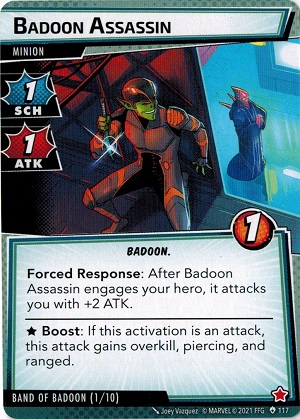 BADOON ASSASSIN
MINION
1
SCH
1
ATK
1
BADOON.
Forced Response: After Badoon
Assassin engages your hero, it attacks
you with +2 ATK.
★ Boost: If this activation is an attack,
this attack gains overkill, piercing, and
ranged.
BAND OF BADOON (1/10)
Joey Vazquez © MARVEL © 2021 FFG 117